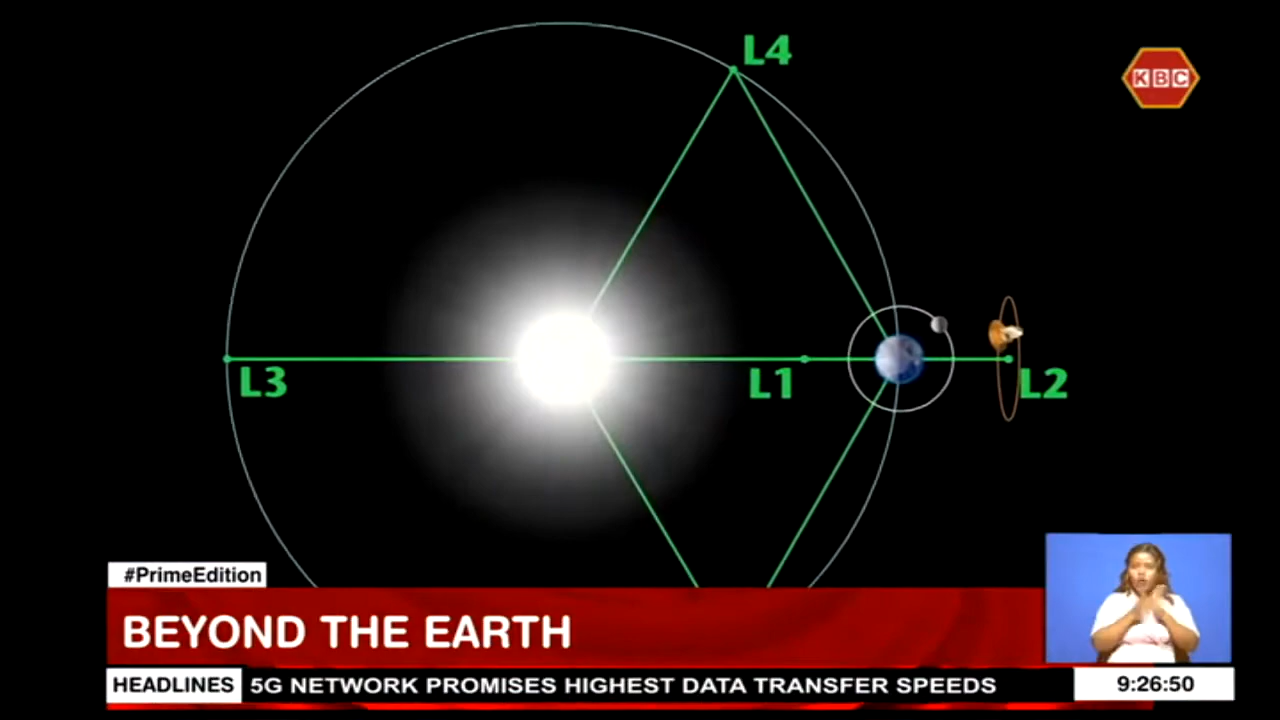 L4
KBC
L3
L1
L2
#PrimeEdition
BEYOND THE EARTH
HEADLINES
5G NETWORK PROMISES HIGHEST DATA TRANSFER SPEEDS
9:26:50